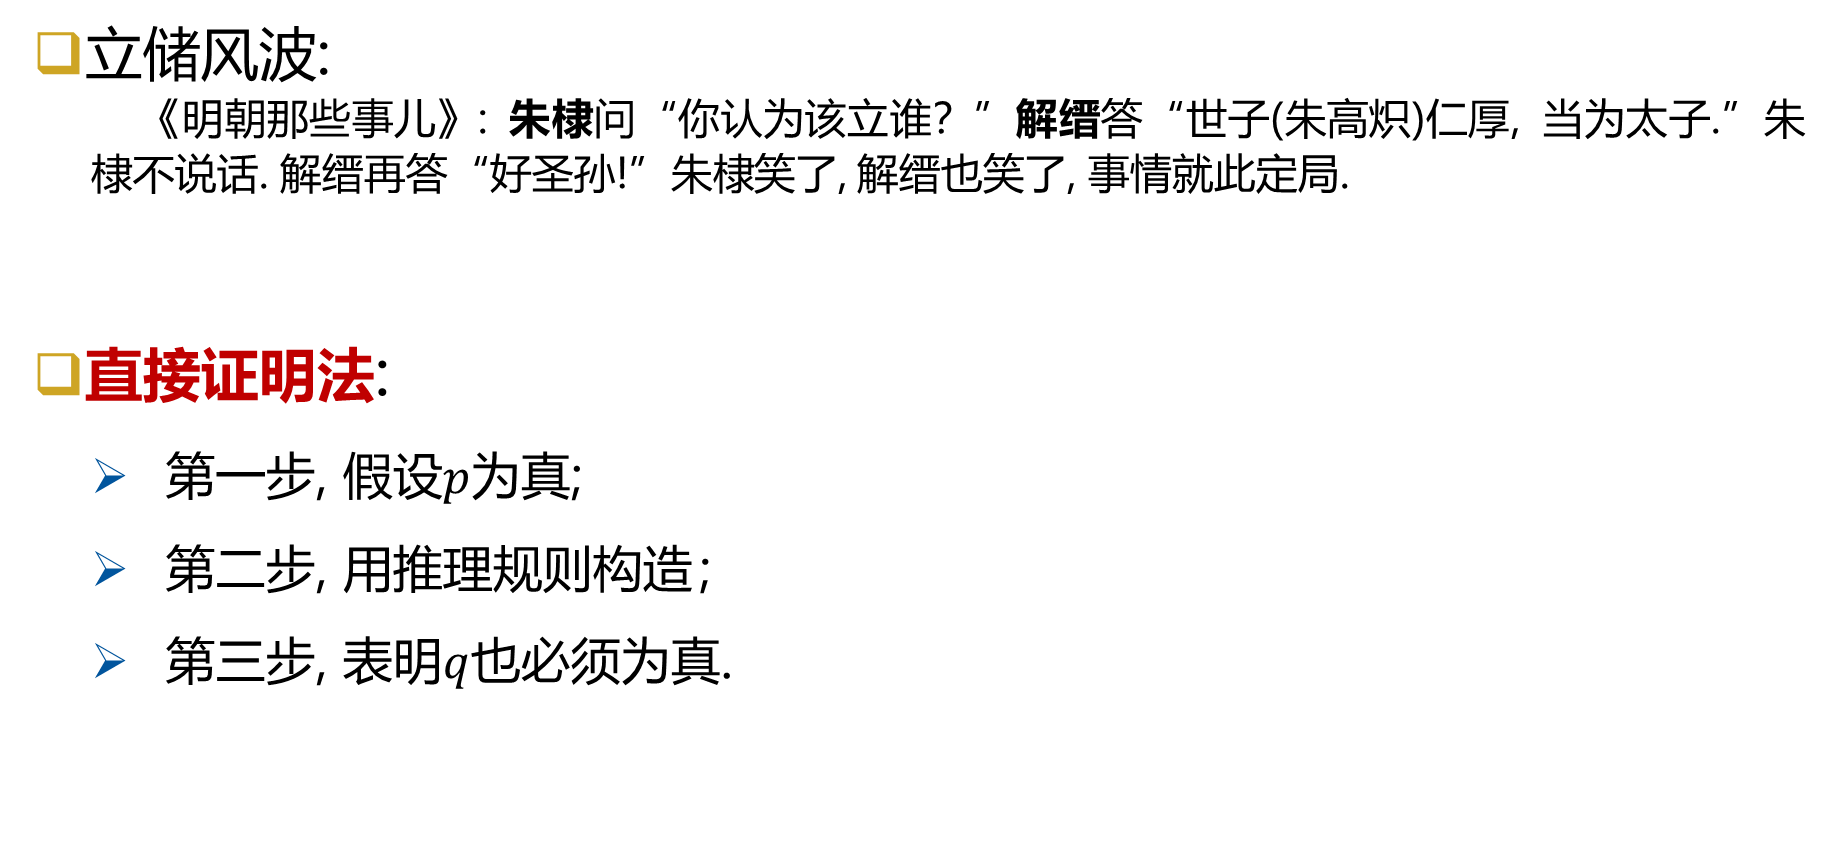 立储风波:
《明朝那些事儿》: 朱棣问“你认为该立谁？”解缙答“世子(朱高炽)仁厚, 当为太子.”朱
棣不说话. 解缙再答“好圣孙!”朱棣笑了, 解缙也笑了, 事情就此定局.
直接证明法:
第一步, 假设p为真;
第二步, 用推理规则构造;
第三步, 表明q也必须为真.